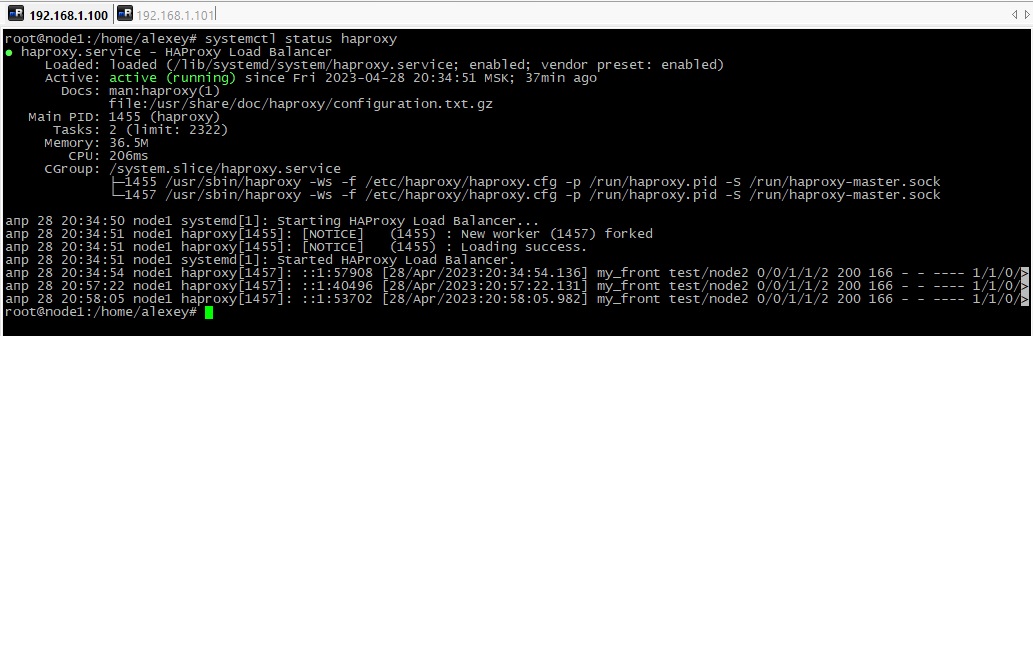 192.168.1.100 192.168.1.101
root@node1:/home/alexey# systemctl status haproxy
● haproxy.service - HAProxy Load Balancer
     Loaded: loaded (/lib/systemd/system/haproxy.service; enabled; vendor preset: enabled)
     Active: active (running) since Fri 2023-04-28 20:34:51 MSK; 37min ago
       Docs: man:haproxy(1)
             file:/usr/share/doc/haproxy/configuration.txt.gz
   Main PID: 1455 (haproxy)
      Tasks: 2 (limit: 2322)
     Memory: 36.5M
        CPU: 206ms
     CGroup: /system.slice/haproxy.service
             ├─1455 /usr/sbin/haproxy -Ws -f /etc/haproxy/haproxy.cfg -p /run/haproxy.pid -S /run/haproxy-master.sock
             └─1457 /usr/sbin/haproxy -Ws -f /etc/haproxy/haproxy.cfg -p /run/haproxy.pid -S /run/haproxy-master.sock
апр 28 20:34:50 node1 systemd[1]: Starting HAProxy Load Balancer...
апр 28 20:34:51 node1 haproxy[1455]: [NOTICE]   (1455) : New worker (1457) forked
апр 28 20:34:51 node1 haproxy[1455]: [NOTICE]   (1455) : Loading success.
апр 28 20:34:51 node1 systemd[1]: Started HAProxy Load Balancer.
апр 28 20:34:54 node1 haproxy[1457]: ::1:57908 [28/Apr/2023:20:34:54.136] my_front test/node2 0/0/1/1/2 200 166 - - ---- 1/1/0/>
апр 28 20:57:22 node1 haproxy[1457]: ::1:40496 [28/Apr/2023:20:57:22.131] my_front test/node2 0/0/1/1/2 200 166 - - ---- 1/1/0/>
апр 28 20:58:05 node1 haproxy[1457]: ::1:53702 [28/Apr/2023:20:58:05.982] my_front test/node2 0/0/1/1/2 200 166 - - ---- 1/1/0/>
root@node1:/home/alexey#